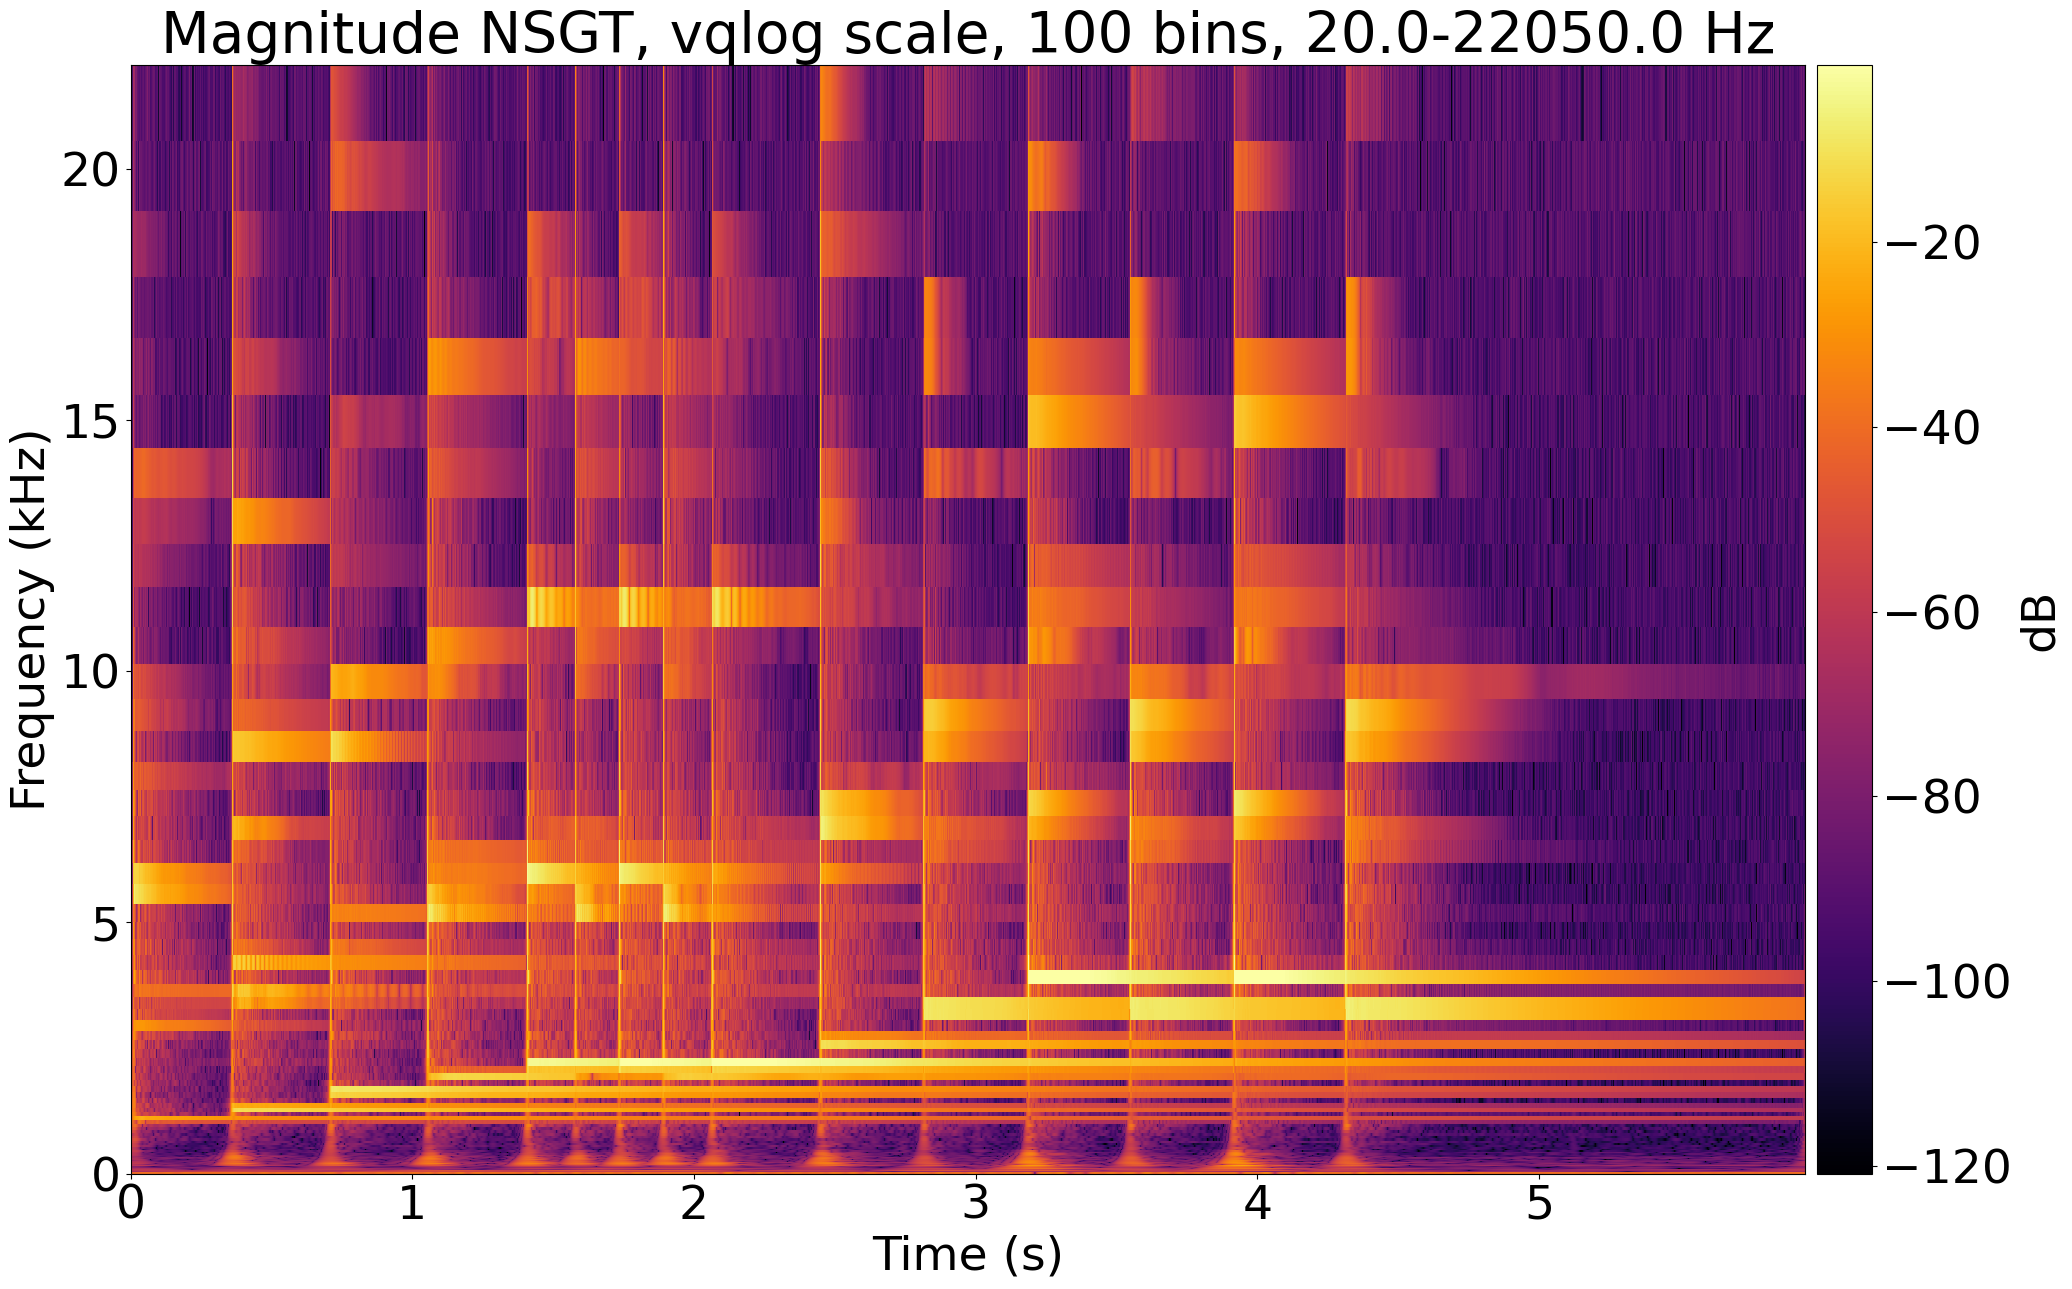 Magnitude NSGT, vqlog scale, 100 bins, 20.0-22050.0 Hz
Frequency (kHz)
20
15
10
5
0
0 1 2 3 4 5
Time (s)
−20
−40
−60
−80
−100
−120
dB